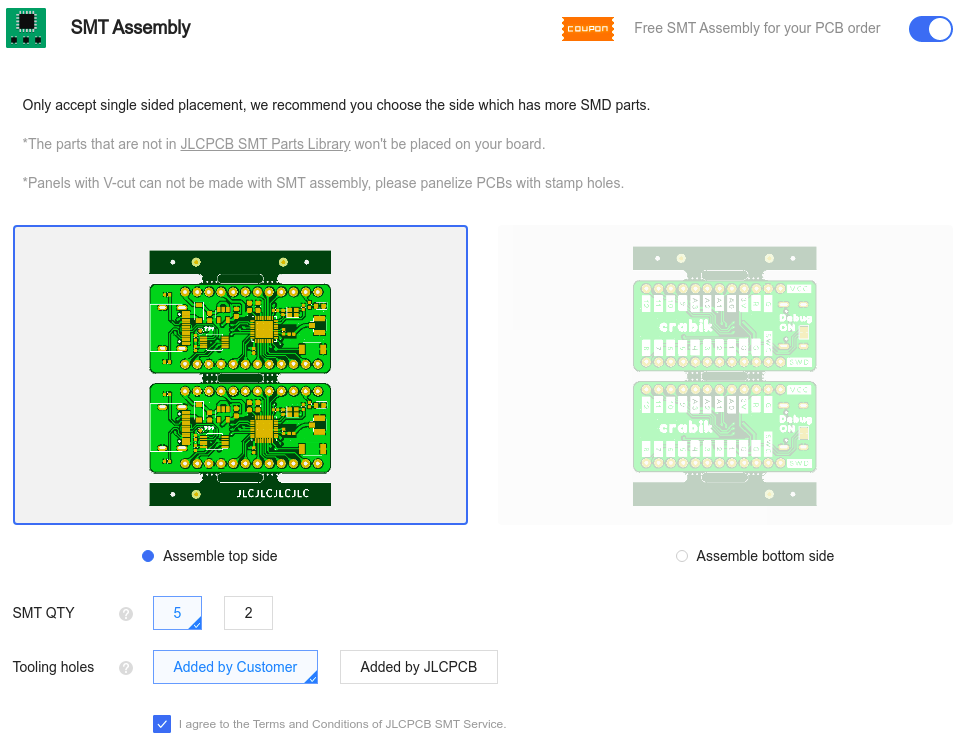 SMT Assembly
COUPON
Free SMT Assembly for your PCB order
Only accept single sided placement, we recommend you choose the side which has more SMD parts.
*The parts that are not in JLCPCB SMT Parts Library won't be placed on your board.
*Panels with V-cut can not be made with SMT assembly, please panelize PCBs with stamp holes.
JLCJLCJLCJLC
VCC
Debug
ON
crabik
SWD
VCC
Debug
ON
crabik
SWD
Assemble top side
Assemble bottom side
SMT QTY
?
5
2
Tooling holes
?
Added by Customer
Added by JLCPCB
I agree to the Terms and Conditions of JLCPCB SMT Service.